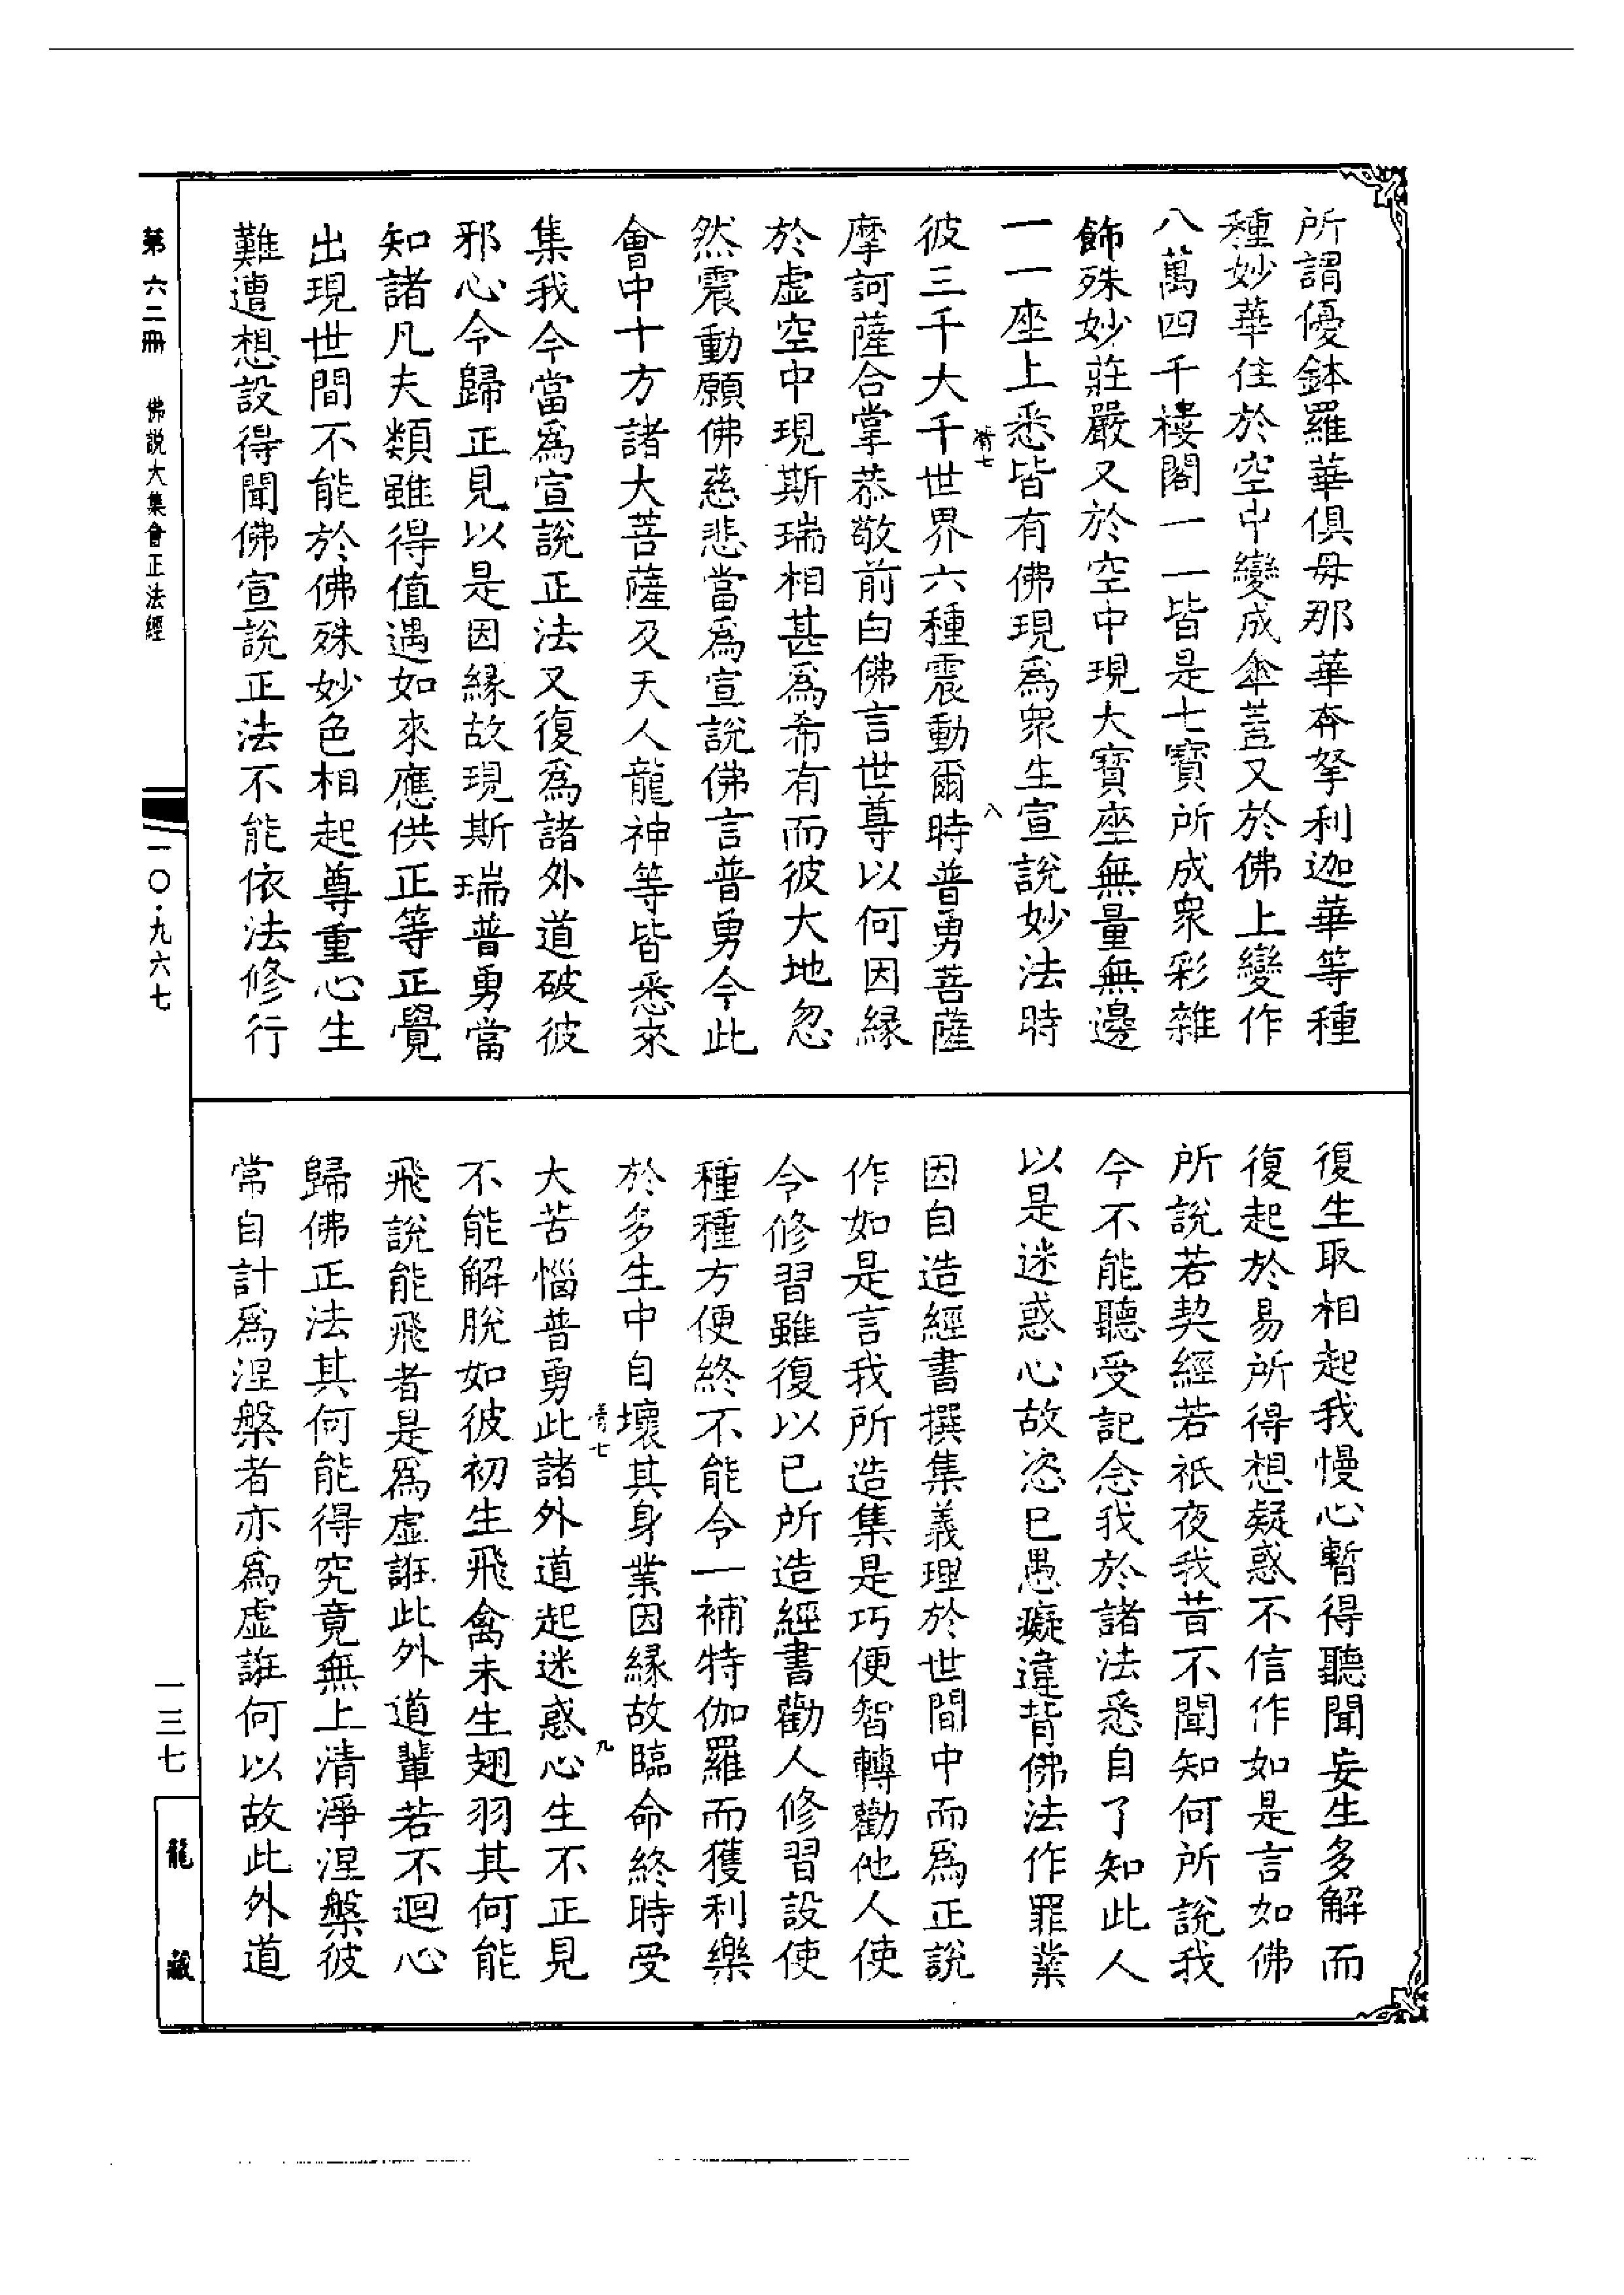 所謂優鉢羅華俱毋那華奔拏利迦華等種
種妙華住於空中變成傘蓋又於佛上變作
八萬四千樓閣一一皆是七寶所成衆彩雜
飾殊妙莊嚴又於空中現大寶座無量無邊
一一座上悉皆有佛現爲衆生宣說妙法時
八
彼三千大千世界六種震動爾時普勇菩薩
摩訶薩合掌恭敬前白佛言世尊以何因緣
於虛空中現斯瑞相甚爲希有而彼大地忽
然震動願佛慈悲當爲宣說佛言普勇今此
會中十方諸大菩薩及天人龍神等皆悉來
集我今當爲宣說正法又復爲諸外道破彼
邪心令歸正見以是因緣故現斯瑞普勇當
知諸凡夫類雖得值遇如來應供正等正覺
出現世間不能於佛殊妙色相起尊重心生
難遭想設得聞佛宣說正法不能依法修行
復生取相起我慢心暫得聽聞妄生多解而
復起於易所得想疑惑不信作如是言如佛
所說若契經若祇夜我昔不聞知何所說我
今不能聽受記念我於諸法悉自了知此人
以是迷惑心故恣已愚癡違背佛法作罪業
因自造經書撰集義理於世間中而爲正說
作如是言我所造集是巧便智轉勸他人使
令修習雖復以已所造經書勸人修習設使
種種方便終不能令一補特伽羅而獲利樂
於多生中自壞其身業因緣故臨命終時受
九
大苦惱普勇此諸外道起迷惑心生不正見
不能解脫如彼初生飛禽未生翅羽其何能
飛說能飛者是爲虛誑此外道輩若不迴心
歸佛正法其何能得究竟無上清淨涅槃彼
常自計爲涅槃者亦爲虛誑何以故此外道
第六二冊　佛說大集會正法經
一〇·九六七
一三七
龍藏